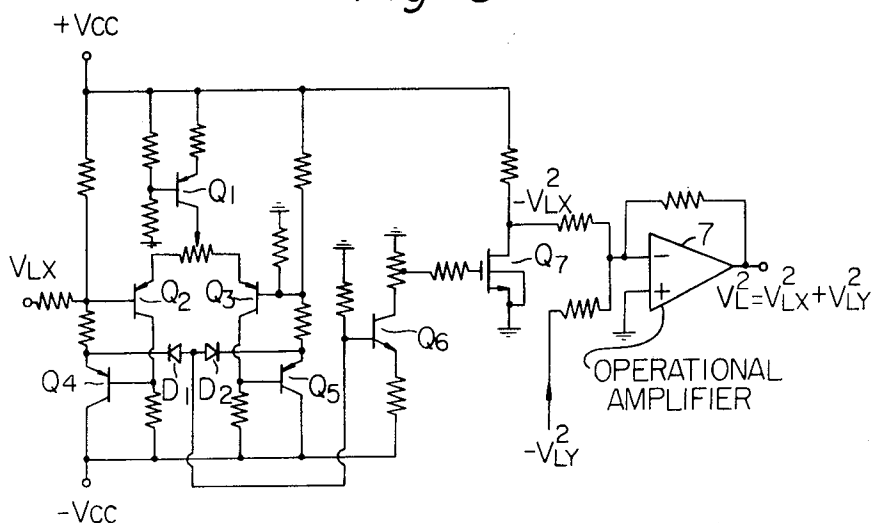 +VCC
Q1
-V²LX
VLX
Q2
Q3
Q7
7
−
+
V²L=V²LX+V²LY
Q6
Q4
D1
D2
Q5
OPERATIONAL
AMPLIFIER
-V²LY
-VCC